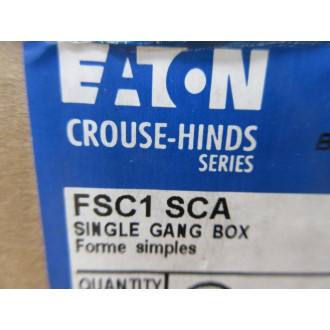 EATON
CROUSE-HINDS
SERIES
FSC1 SCA
SINGLE GANG BOX
Forme simples
QUANTITY